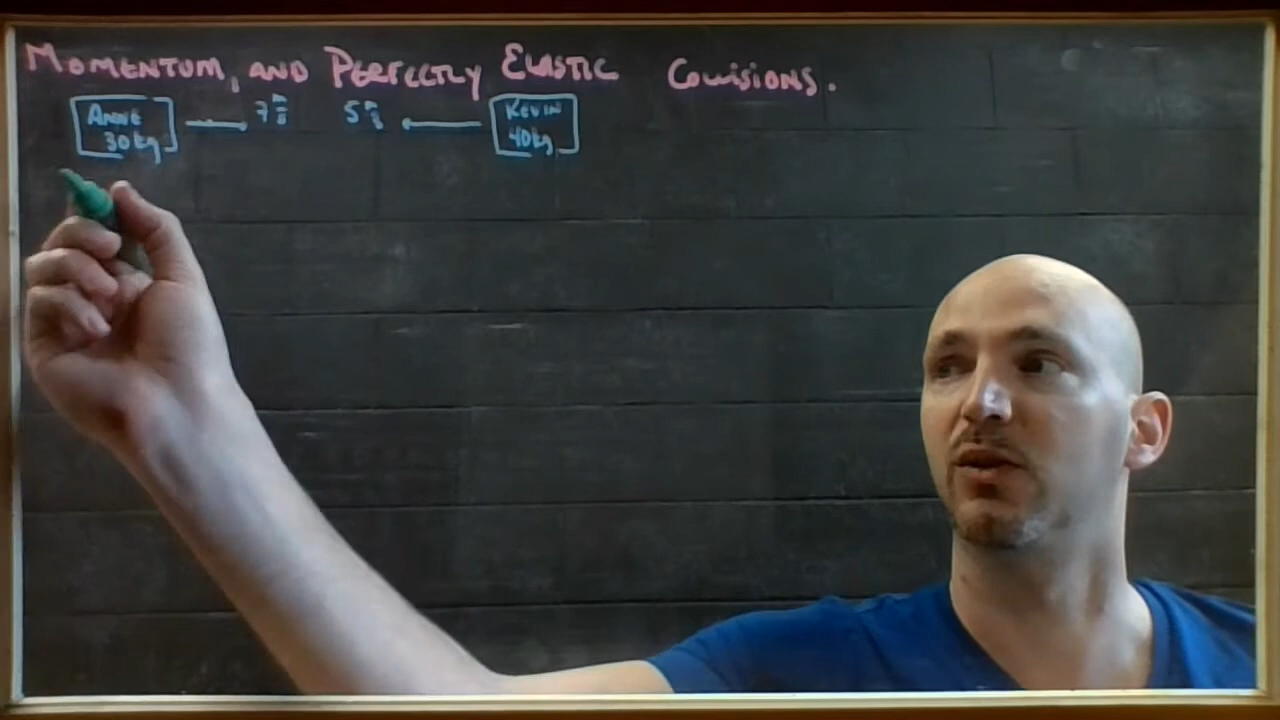 MOMENTUM, AND PERFECTLY ELASTIC COLLISIONS.
ANNE 7 m/s 5 m/s KEVIN
30kg 40kg